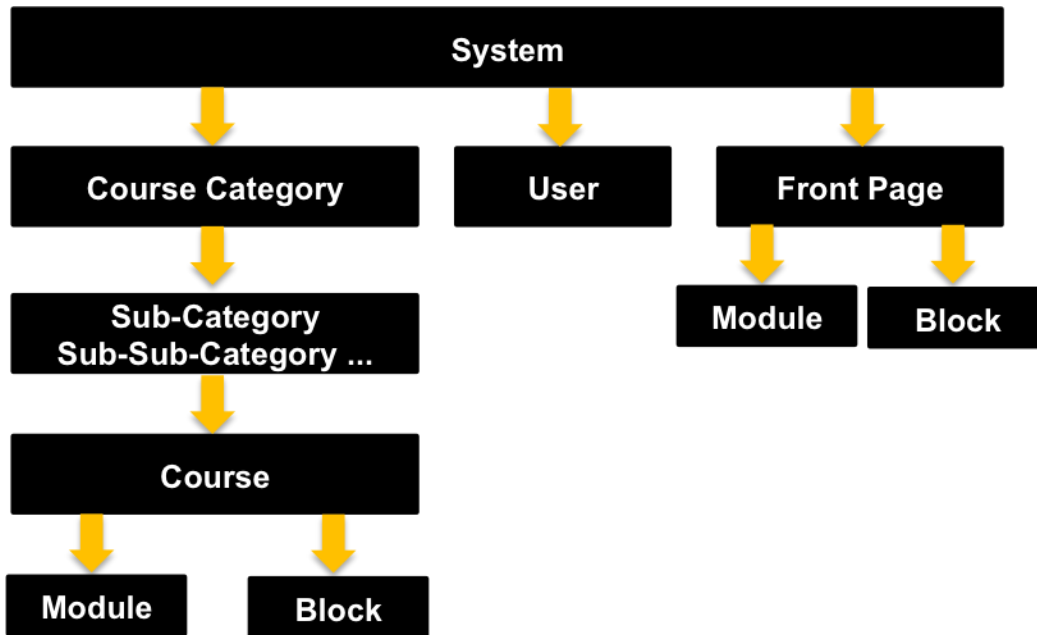 System
Course Category
User
Front Page
Sub-Category
Sub-Sub-Category ...
Module
Block
Course
Module
Block